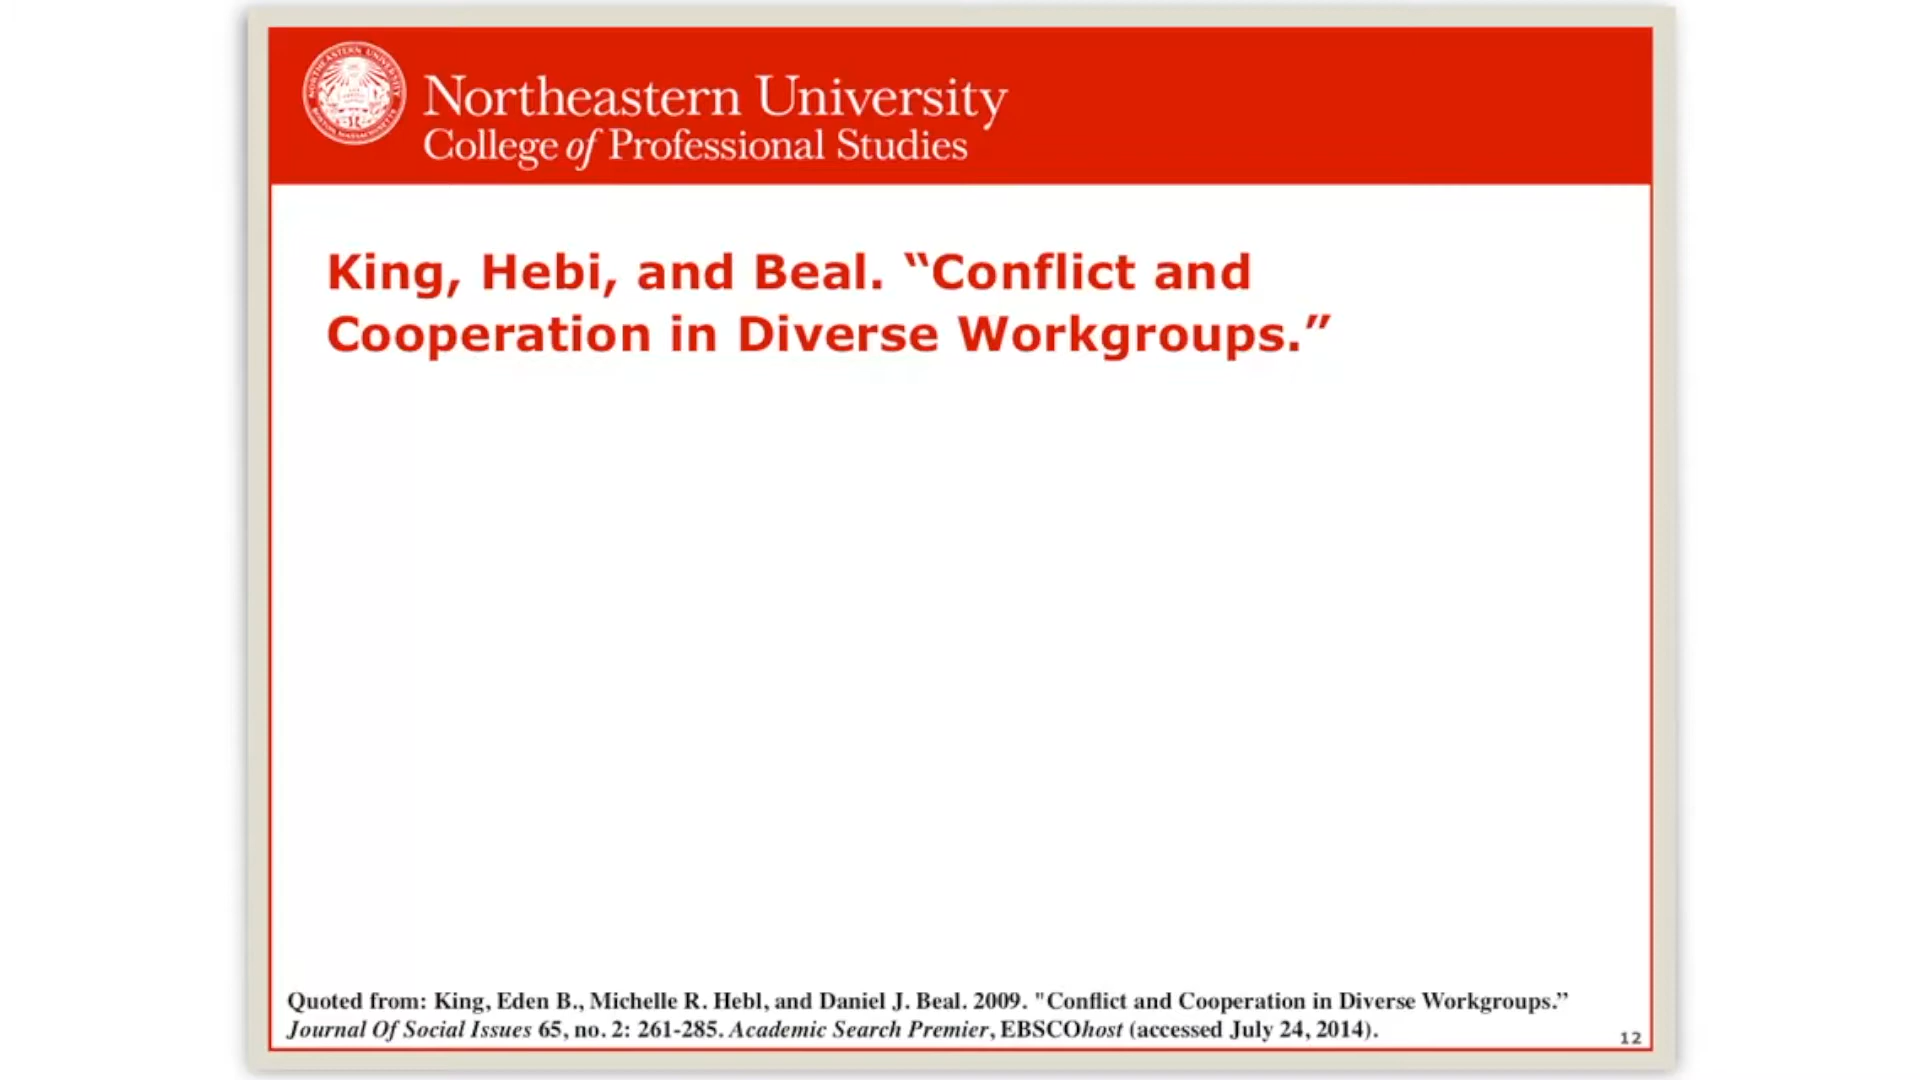 Northeastern University
College of Professional Studies
King, Hebi, and Beal. “Conflict and
Cooperation in Diverse Workgroups.”
Quoted from: King, Eden B., Michelle R. Hebl, and Daniel J. Beal. 2009. "Conflict and Cooperation in Diverse Workgroups.”
Journal Of Social Issues 65, no. 2: 261-285. Academic Search Premier, EBSCOhost (accessed July 24, 2014).
12